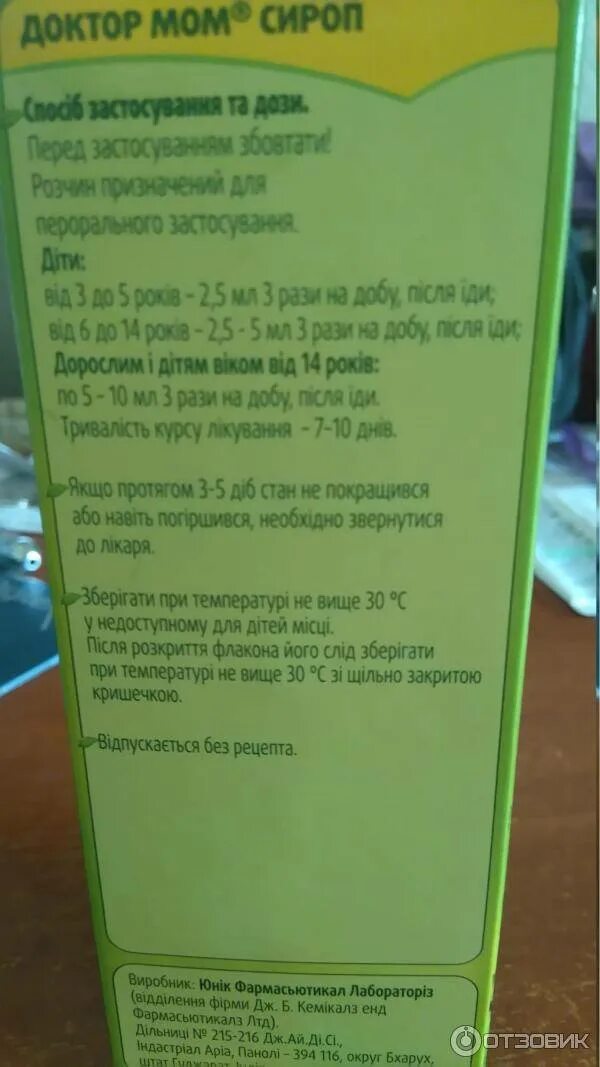 ДОКТОР МОМ® СИРОП
Спосіб застосування та дози.
Перед застосуванням збовтати!
Розчин призначений для
перорального застосування.
Діти:
від 3 до 5 років - 2,5 мл 3 рази на добу, після їди;
від 6 до 14 років - 2,5 - 5 мл 3 рази на добу, після їди;
Дорослим і дітям віком від 14 років:
по 5 - 10 мл 3 рази на добу, після їди.
Тривалість курсу лікування - 7-10 днів.
Якщо протягом 3-5 діб стан не покращився
або навіть погіршився, необхідно звернутися
до лікаря.
Зберігати при температурі не вище 30 °С
у недоступному для дітей місці.
Після розкриття флакона його слід зберігати
при температурі не вище 30 °С зі щільно закритою
кришечкою.
Відпускається без рецепта.
Виробник: Юнік Фармасьютикал Лабораторіз
(відділення фірми Дж. Б. Кемікалз енд
Фармасьютикалз Лтд).
Дільниці № 215-216 Дж.Ай.Ді.Сі.,
Індастріал Аріа, Панолі - 394 116, округ Бхарух,
штат Гуджарат, Індія
ОТЗОВИК